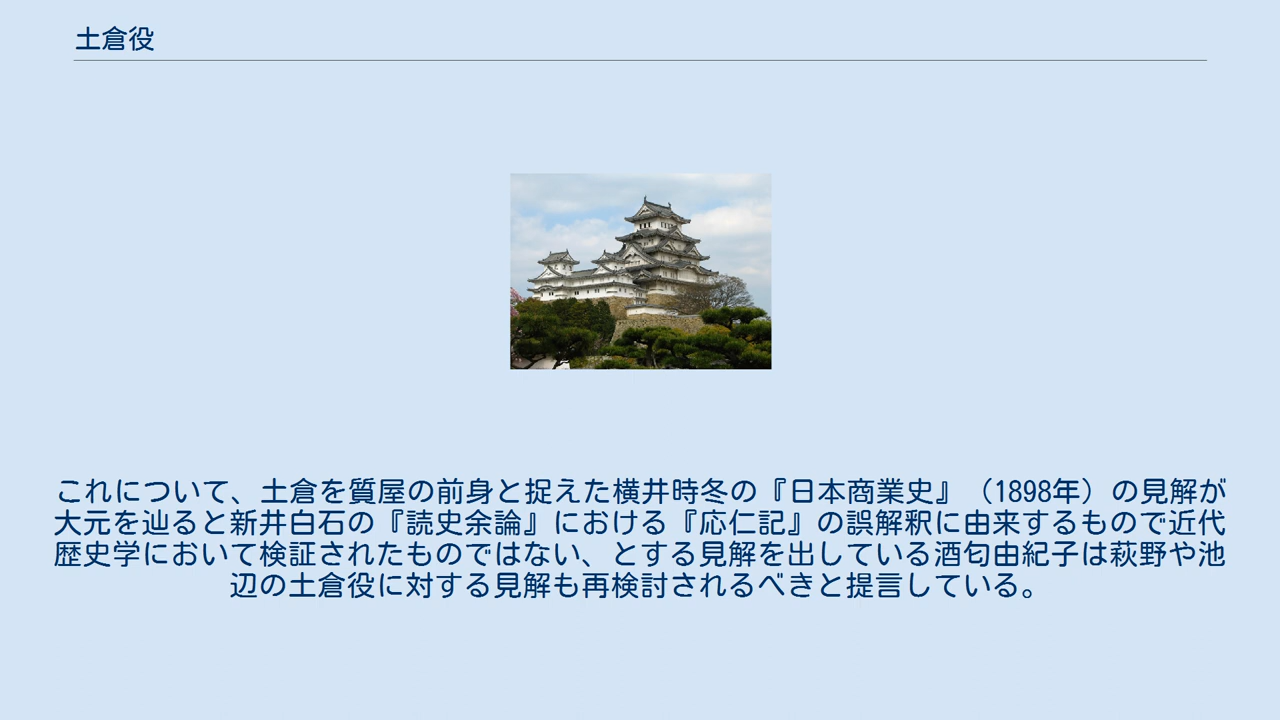 土倉役
これについて、土倉を質屋の前身と捉えた横井時冬の『日本商業史』（1898年）の見解が
大元を辿ると新井白石の『読史余論』における『応仁記』の誤解釈に由来するもので近代
歴史学において検証されたものではない、とする見解を出している酒匂由紀子は萩野や池
辺の土倉役に対する見解も再検討されるべきと提言している。